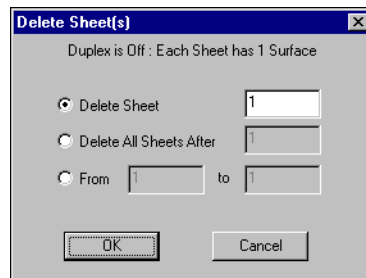 Delete Sheet(s)
Duplex is Off : Each Sheet has 1 Surface
Delete Sheet 1
Delete All Sheets After 1
From 1 to 1
OK Cancel